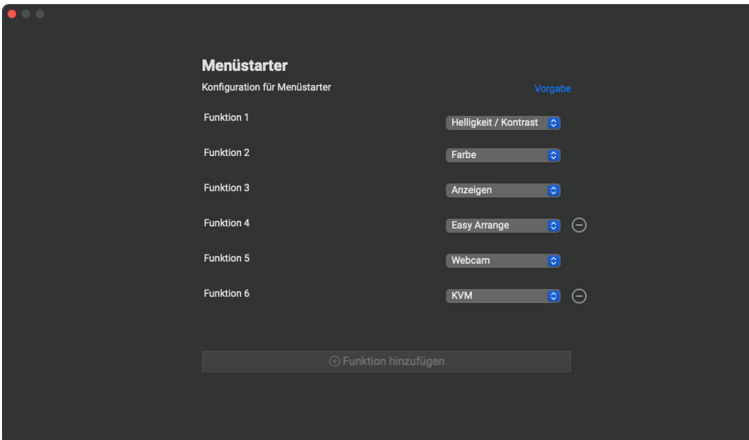 Menüstarter
Konfiguration für Menüstarter Vorgabe
Funktion 1 Helligkeit / Kontrast
Funktion 2 Farbe
Funktion 3 Anzeigen
Funktion 4 Easy Arrange
Funktion 5 Webcam
Funktion 6 KVM
Funktion hinzufügen